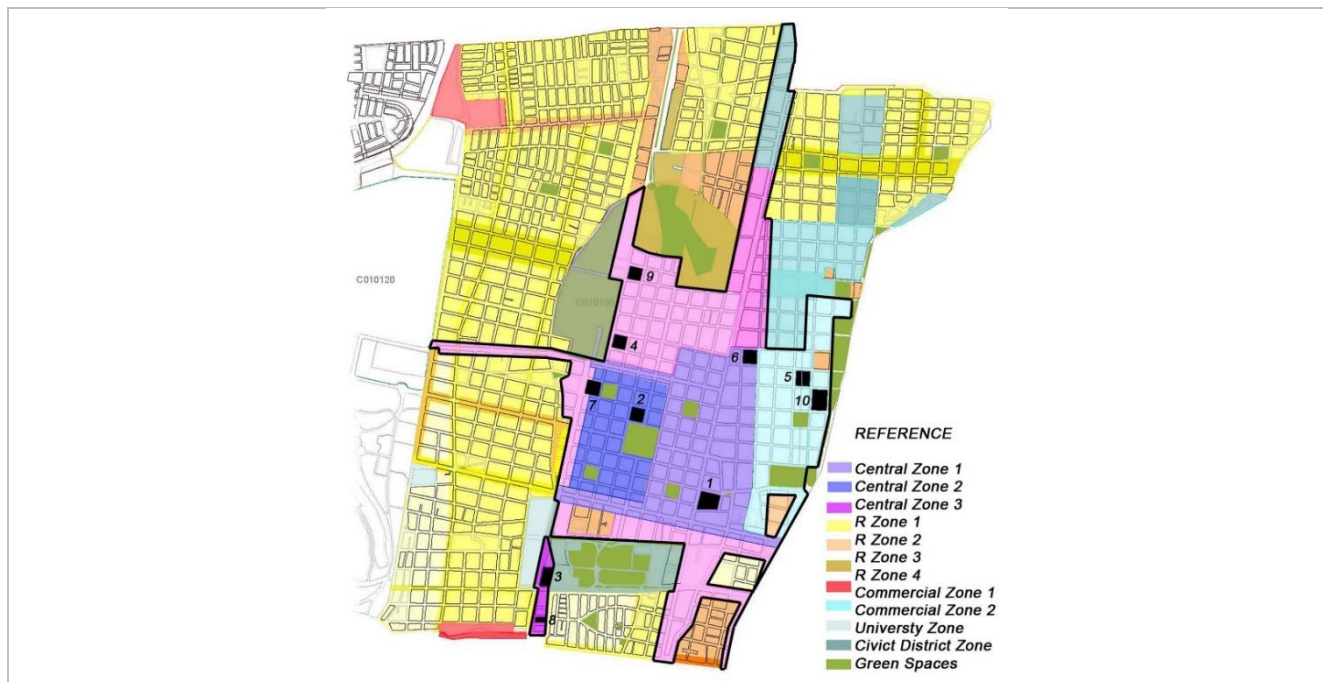 9
C010120
4
6
5
7
2
10
REFERENCE
Central Zone 1
Central Zone 2
Central Zone 3
R Zone 1
R Zone 2
R Zone 3
R Zone 4
Commercial Zone 1
Commercial Zone 2
Universty Zone
Civict District Zone
Green Spaces
1
3
8